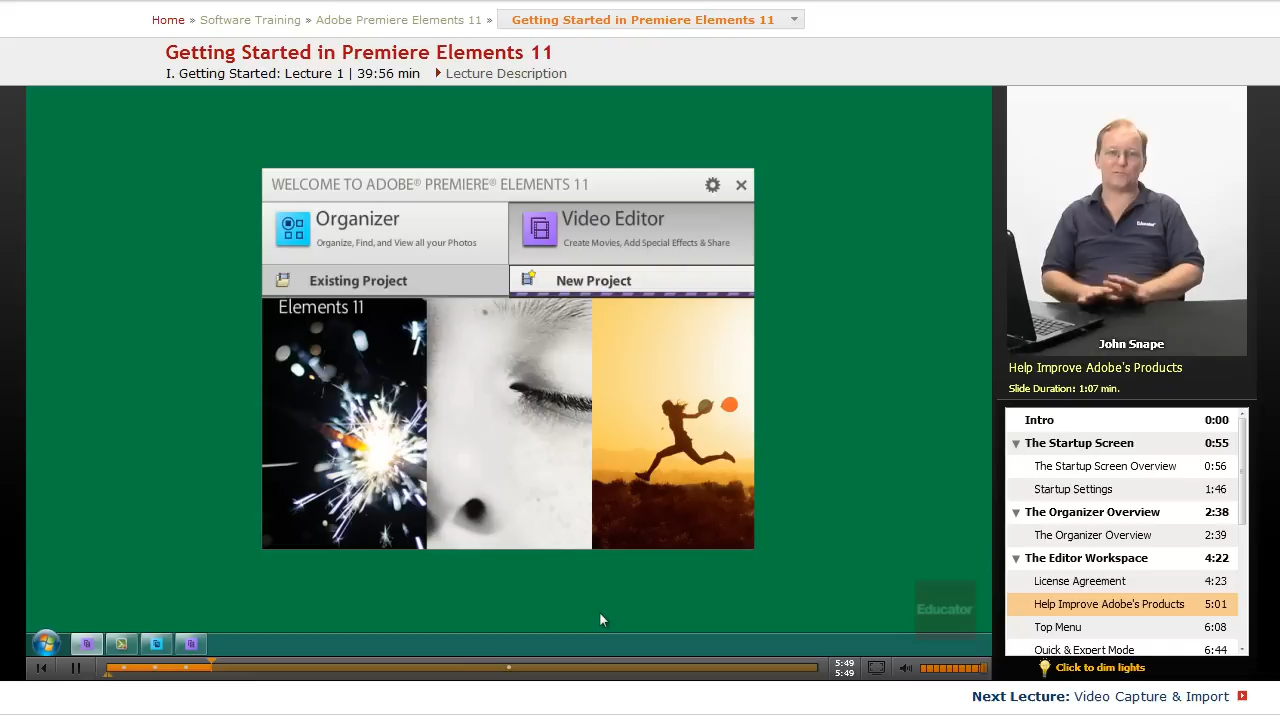 Home » Software Training » Adobe Premiere Elements 11 » Getting Started in Premiere Elements 11
Getting Started in Premiere Elements 11
I. Getting Started: Lecture 1 | 39:56 min Lecture Description
WELCOME TO ADOBE® PREMIERE® ELEMENTS 11
Organizer
Organize, Find, and View all your Photos
Video Editor
Create Movies, Add Special Effects & Share
Existing Project
New Project
Elements 11
Educator
5:49
5:49
Educator
John Snape
Help Improve Adobe's Products
Slide Duration: 1:07 min.
Intro 0:00
The Startup Screen 0:55
The Startup Screen Overview 0:56
Startup Settings 1:46
The Organizer Overview 2:38
The Organizer Overview 2:39
The Editor Workspace 4:22
License Agreement 4:23
Help Improve Adobe's Products 5:01
Top Menu 6:08
Quick & Expert Mode 6:44
Click to dim lights
Next Lecture: Video Capture & Import